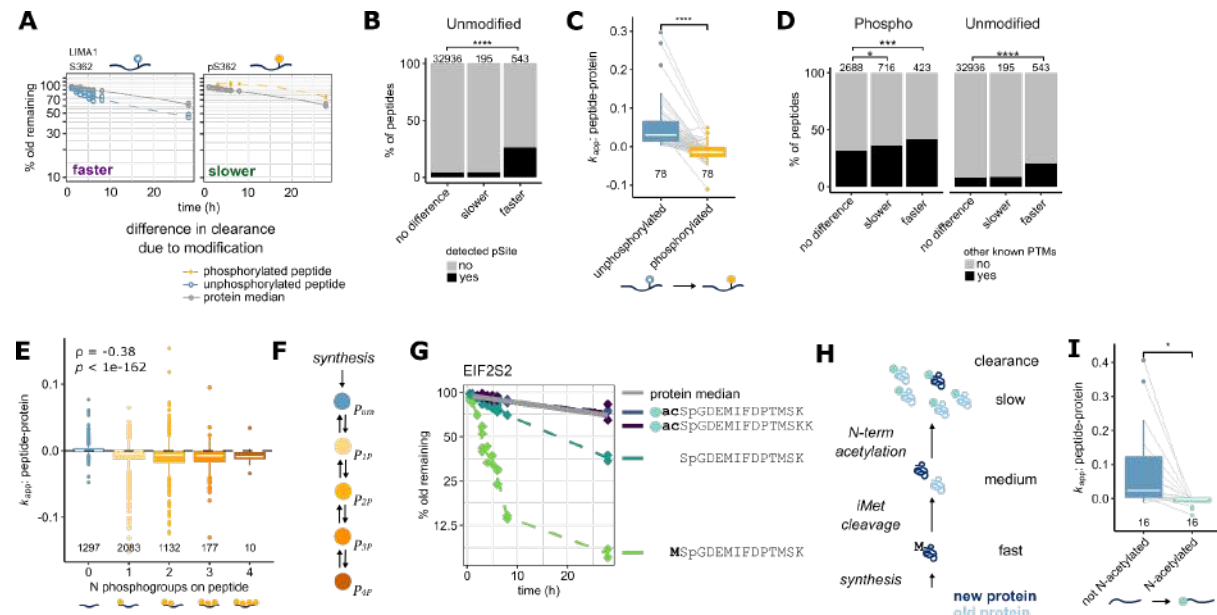 A
LIMA1
S362
pS362
% old remaining
100
70
50
30
10
faster
slower
0
20
0
20
time (h)
difference in clearance
due to modification
phosphorylated peptide
unphosphorylated peptide
protein median
B
Unmodified
****
32936
195
543
% of peptides
100
50
0
no difference
slower
faster
detected pSite
no
yes
C
****
kapp: peptide-protein
0.3
0.2
0.1
0.0
-0.1
78
78
unphosphorylated
phosphorylated
D
Phospho
Unmodified
***
*
****
2688
716
423
32936
195
543
% of peptides
100
50
0
no difference
slower
faster
no difference
slower
faster
other known PTMs
no
yes
E
ρ = -0.38
p < 1e-162
kapp: peptide-protein
0.1
0.0
-0.1
1297
2083
1132
177
10
0
1
2
3
4
N phosphogroups on peptide
F
synthesis
Pum
P1P
P2P
P3P
P4P
G
EIF2S2
% old remaining
100
50
25
12.5
0
10
20
time (h)
protein median
acSpGDEMIFDPTMSK
acSpGDEMIFDPTMSKK
SpGDEMIFDPTMSK
MSpGDEMIFDPTMSK
H
clearance
slow
N-term
acetylation
medium
iMet
cleavage
M
fast
synthesis
new protein
old protein
I
*
kapp: peptide-protein
0.4
0.3
0.2
0.1
0.0
16
16
not N-acetylated
N-acetylated